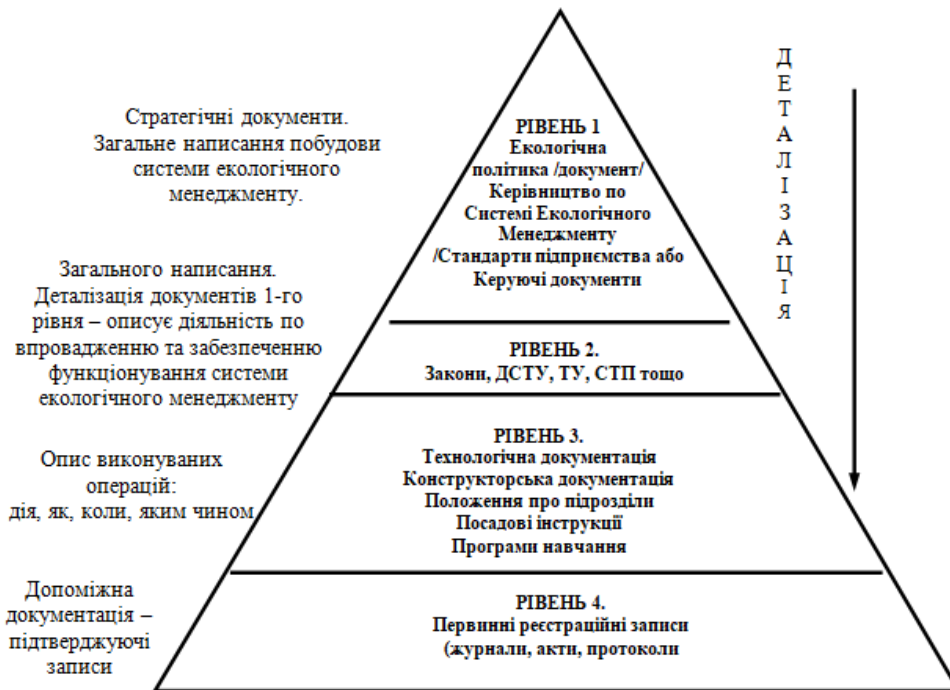 Стратегічні документи.
Загальне написання побудови
системи екологічного
менеджменту.
РІВЕНЬ 1
Екологічна
політика /документ/
Керівництво по
Системі Екологічного
Менеджменту
/Стандарти підприємства або
Керуючі документи
Загального написання.
Деталізація документів 1-го
рівня – описує діяльність по
впровадженню та забезпеченню
функціонування системи
екологічного менеджменту
РІВЕНЬ 2.
Закони, ДСТУ, ТУ, СТП тощо
Опис виконуваних
операцій:
дія, як, коли, яким чином
РІВЕНЬ 3.
Технологічна документація
Конструкторська документація
Положення про підрозділи
Посадові інструкції
Програми навчання
Допоміжна
документація –
підтверджуючі
записи
РІВЕНЬ 4.
Первинні реєстраційні записи
(журнали, акти, протоколи
ДЕТАЛІЗАЦІЯ